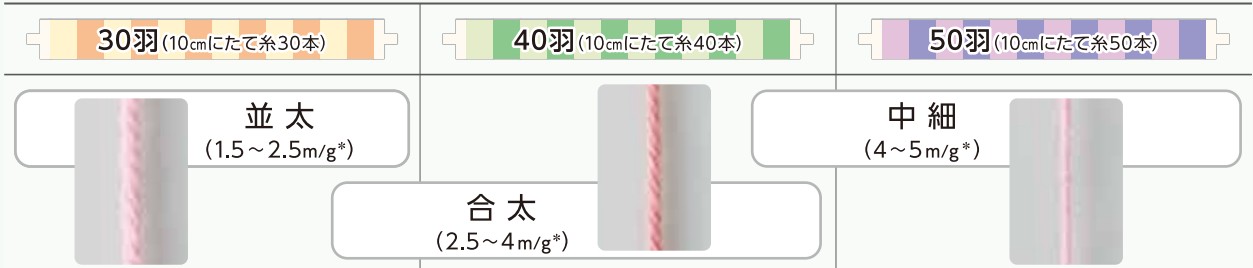 30羽(10cmにたて糸30本)
40羽(10cmにたて糸40本)
50羽(10cmにたて糸50本)
並太
(1.5～2.5m/g*)
中細
(4～5m/g*)
合太
(2.5～4m/g*)